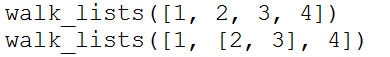 walk_lists([1, 2, 3, 4])
walk_lists([1, [2, 3], 4])